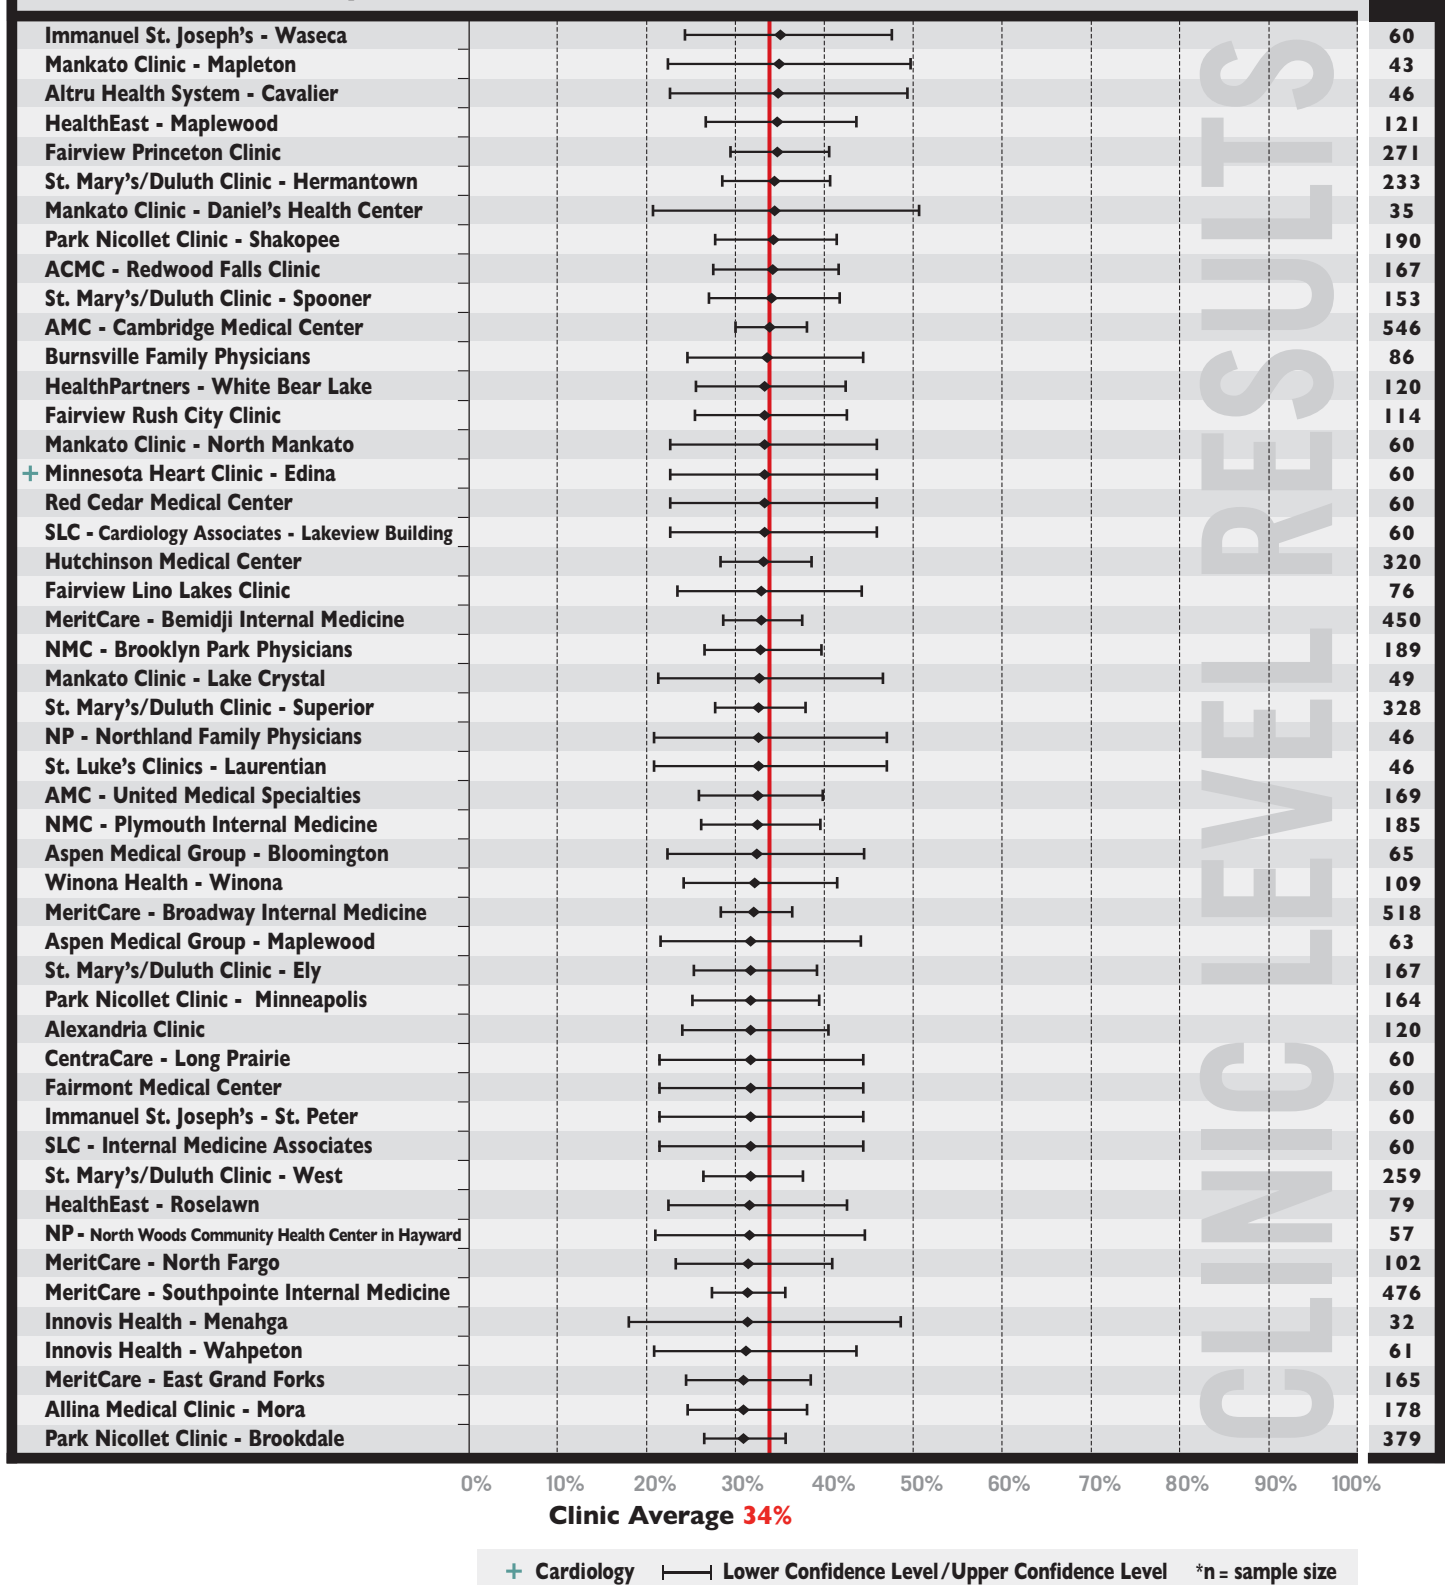 Immanuel St. Joseph's - Waseca 60
Mankato Clinic - Mapleton 43
Altru Health System - Cavalier 46
HealthEast - Maplewood 121
Fairview Princeton Clinic 271
St. Mary's/Duluth Clinic - Hermantown 233
Mankato Clinic - Daniel's Health Center 35
Park Nicollet Clinic - Shakopee 190
ACMC - Redwood Falls Clinic 167
St. Mary's/Duluth Clinic - Spooner 153
AMC - Cambridge Medical Center 546
Burnsville Family Physicians 86
HealthPartners - White Bear Lake 120
Fairview Rush City Clinic 114
Mankato Clinic - North Mankato 60
+ Minnesota Heart Clinic - Edina 60
Red Cedar Medical Center 60
SLC - Cardiology Associates - Lakeview Building 60
Hutchinson Medical Center 320
Fairview Lino Lakes Clinic 76
MeritCare - Bemidji Internal Medicine 450
NMC - Brooklyn Park Physicians 189
Mankato Clinic - Lake Crystal 49
St. Mary's/Duluth Clinic - Superior 328
NP - Northland Family Physicians 46
St. Luke's Clinics - Laurentian 46
AMC - United Medical Specialties 169
NMC - Plymouth Internal Medicine 185
Aspen Medical Group - Bloomington 65
Winona Health - Winona 109
MeritCare - Broadway Internal Medicine 518
Aspen Medical Group - Maplewood 63
St. Mary's/Duluth Clinic - Ely 167
Park Nicollet Clinic - Minneapolis 164
Alexandria Clinic 120
CentraCare - Long Prairie 60
Fairmont Medical Center 60
Immanuel St. Joseph's - St. Peter 60
SLC - Internal Medicine Associates 60
St. Mary's/Duluth Clinic - West 259
HealthEast - Roselawn 79
NP - North Woods Community Health Center in Hayward 57
MeritCare - North Fargo 102
MeritCare - Southpointe Internal Medicine 476
Innovis Health - Menahga 32
Innovis Health - Wahpeton 61
MeritCare - East Grand Forks 165
Allina Medical Clinic - Mora 178
Park Nicollet Clinic - Brookdale 379
CLINIC LEVEL RESULTS
0% 10% 20% 30% 40% 50% 60% 70% 80% 90% 100%
Clinic Average 34%
+ Cardiology Lower Confidence Level/Upper Confidence Level *n = sample size